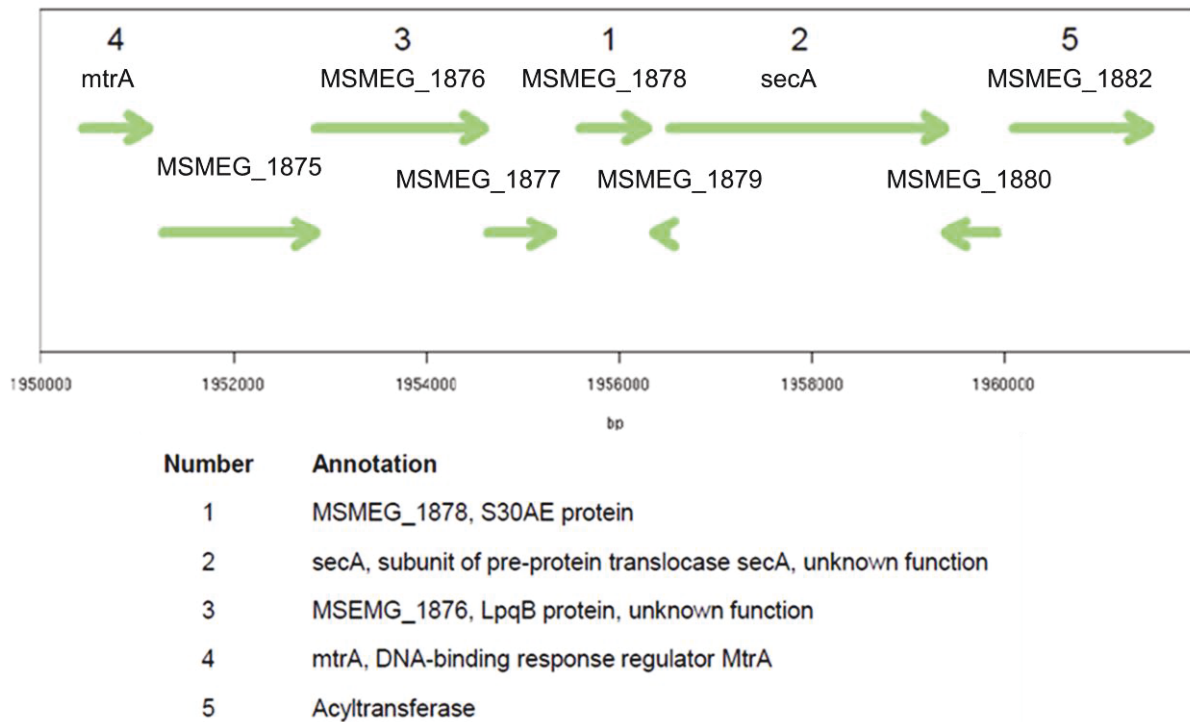 4 3 1 2 5
mtrA MSMEG_1876 MSMEG_1878 secA MSMEG_1882
MSMEG_1875 MSMEG_1877 MSMEG_1879 MSMEG_1880
1950000 1952000 1954000 1956000 1958000 1960000
bp
Number Annotation
1 MSMEG_1878, S30AE protein
2 secA, subunit of pre-protein translocase secA, unknown function
3 MSEMG_1876, LpqB protein, unknown function
4 mtrA, DNA-binding response regulator MtrA
5 Acyltransferase